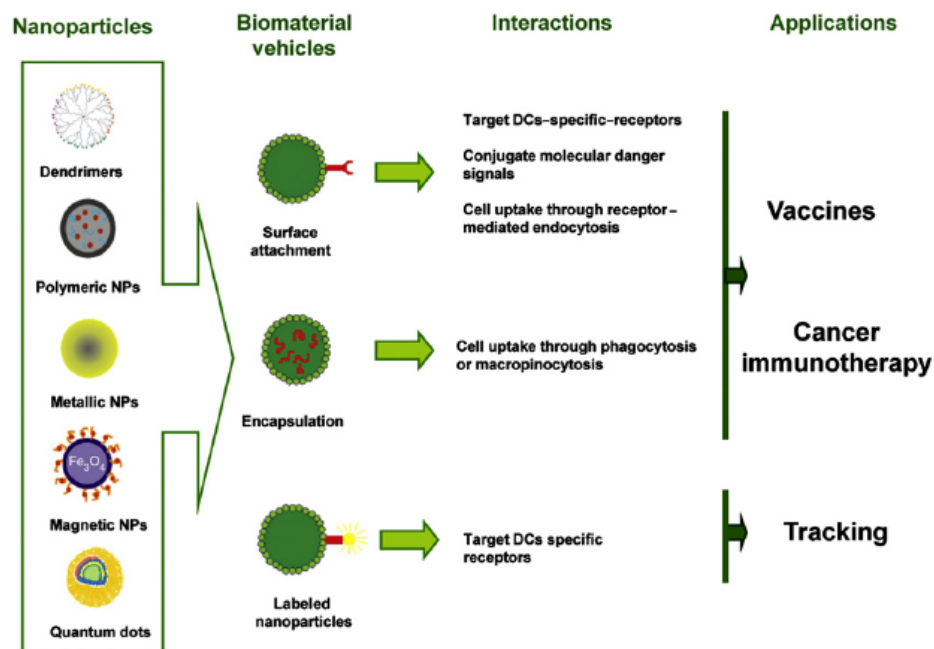 Nanoparticles
Dendrimers
Polymeric NPs
Metallic NPs
Fe3O4
Magnetic NPs
Quantum dots
Biomaterial
vehicles
Surface
attachment
Encapsulation
Labeled
nanoparticles
Interactions
Target DCs–specific–receptors
Conjugate molecular danger
signals
Cell uptake through receptor–
mediated endocytosis
Cell uptake through phagocytosis
or macropinocytosis
Target DCs specific
receptors
Applications
Vaccines
Cancer
immunotherapy
Tracking